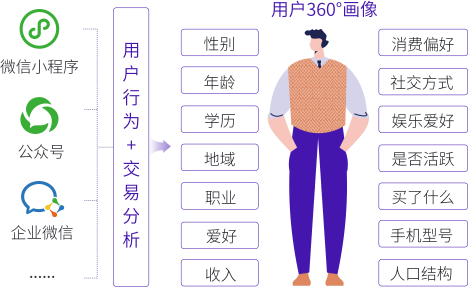 用户360°画像
微信小程序
公众号
企业微信
......
用户行为+交易分析
性别
年龄
学历
地域
职业
爱好
收入
消费偏好
社交方式
娱乐爱好
是否活跃
买了什么
手机型号
人口结构